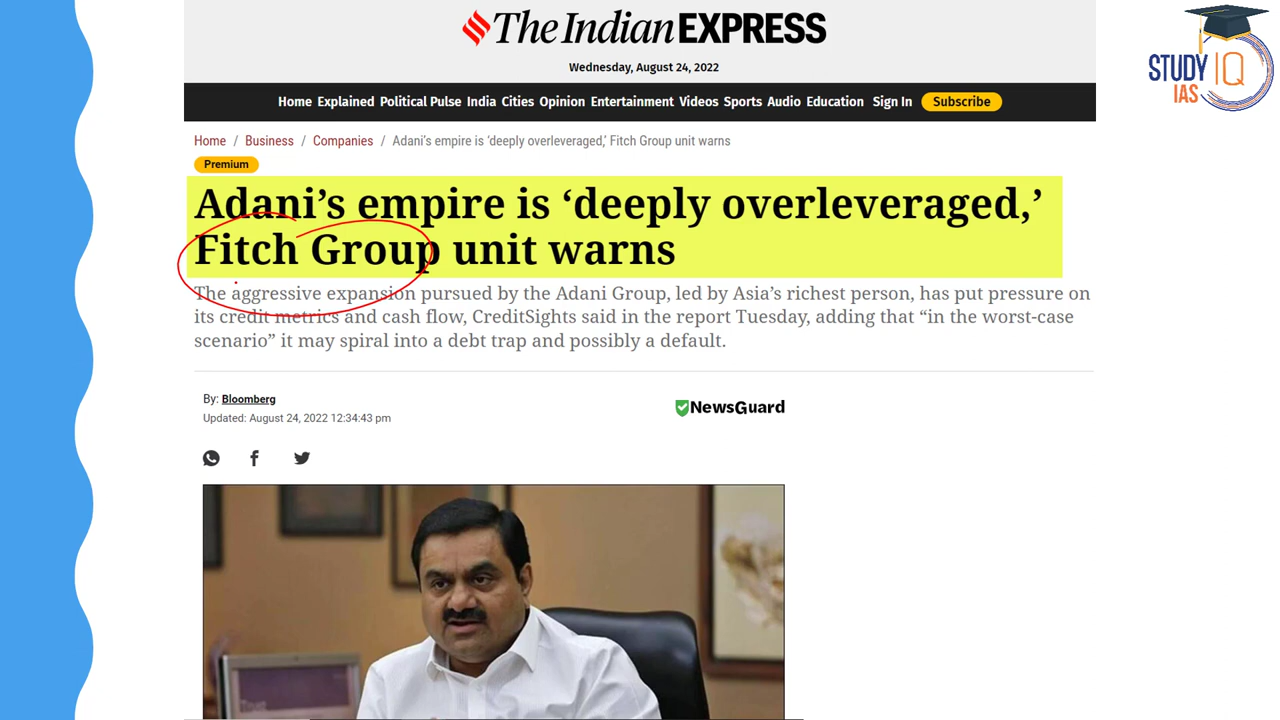 The Indian EXPRESS
Wednesday, August 24, 2022
STUDY IQ
IAS
Home Explained Political Pulse India Cities Opinion Entertainment Videos Sports Audio Education Sign In Subscribe
Home / Business / Companies / Adani’s empire is ‘deeply overleveraged,’ Fitch Group unit warns
Premium
Adani’s empire is ‘deeply overleveraged,’
Fitch Group unit warns
The aggressive expansion pursued by the Adani Group, led by Asia’s richest person, has put pressure on
its credit metrics and cash flow, CreditSights said in the report Tuesday, adding that “in the worst-case
scenario” it may spiral into a debt trap and possibly a default.
By: Bloomberg
NewsGuard
Updated: August 24, 2022 12:34:43 pm